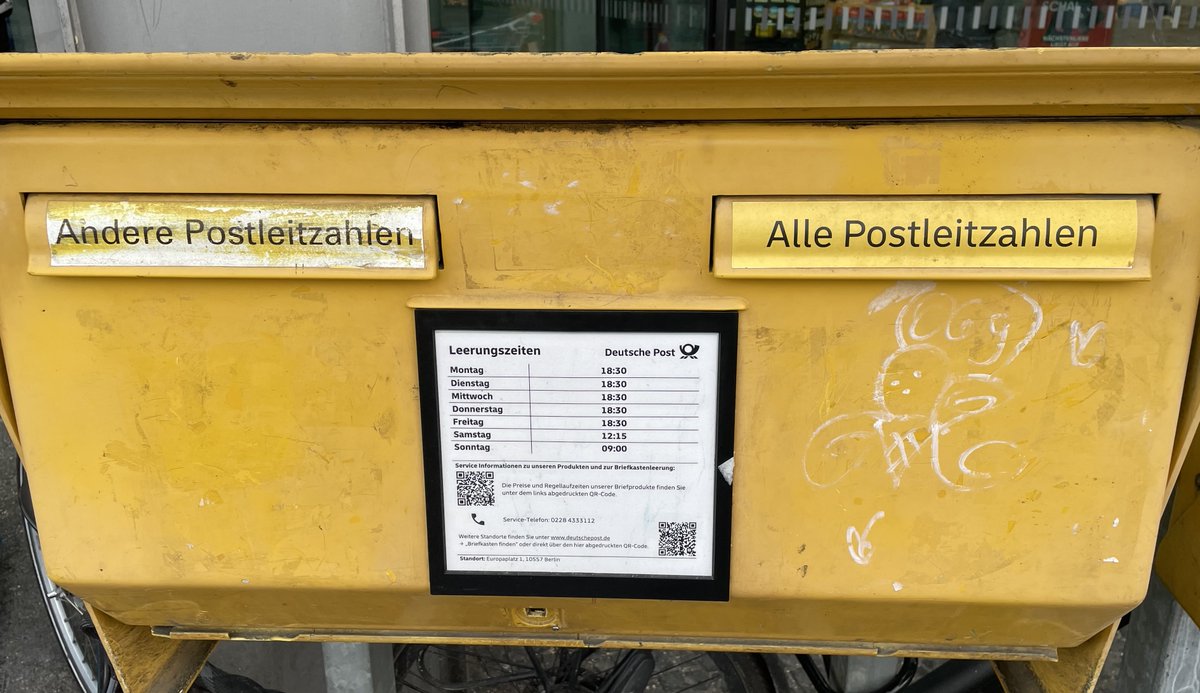 Andere Postleitzahlen
Alle Postleitzahlen
Leerungszeiten Deutsche Post
Montag 18:30
Dienstag 18:30
Mittwoch 18:30
Donnerstag 18:30
Freitag 18:30
Samstag 12:15
Sonntag 09:00
Service Informationen zu unseren Produkten und zur Briefkastenleerung:
Die Preise und Regellaufzeiten unserer Briefprodukte finden Sie
unter dem links abgedruckten QR-Code.
Service-Telefon: 0228 4333112
Weitere Standorte finden Sie unter www.deutschepost.de
→ „Briefkasten finden" oder direkt über den hier abgedruckten QR-Code.
Standort: Europaplatz 1, 10557 Berlin